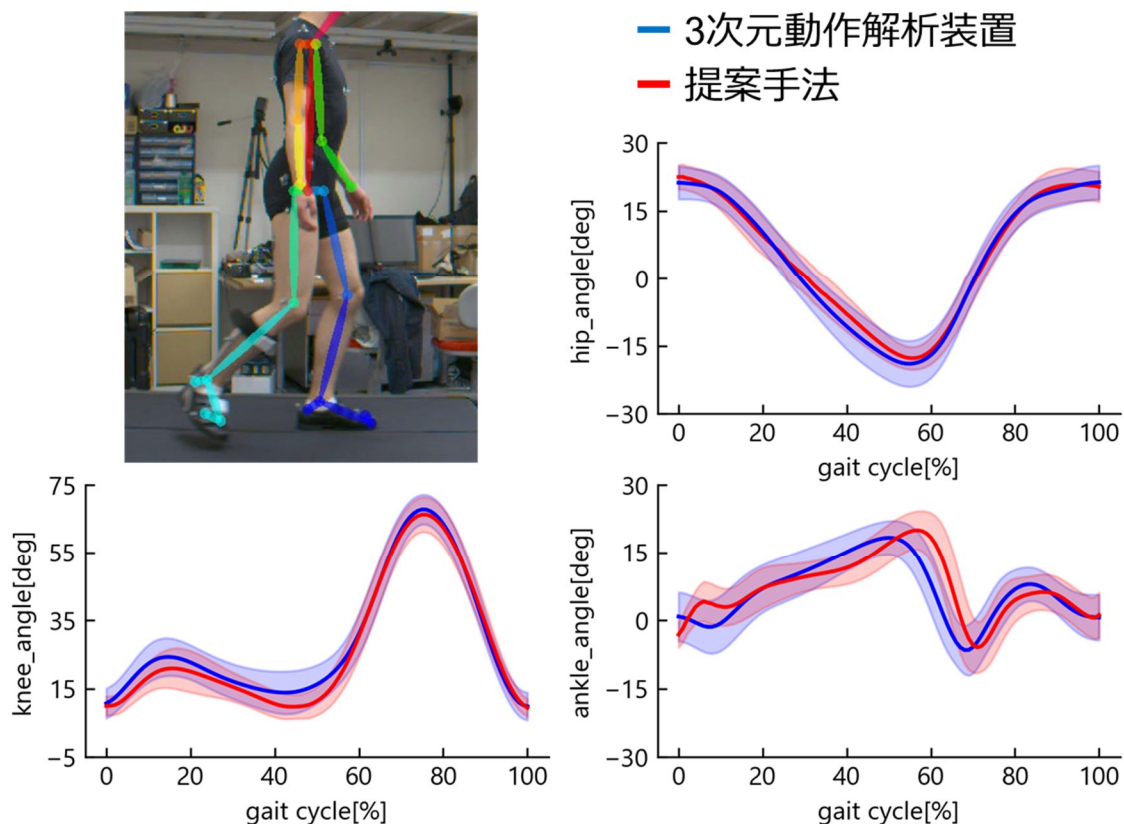 3次元動作解析装置
提案手法
30
15
0
−15
−30
hip_angle[deg]
0 20 40 60 80 100
gait cycle[%]
75
55
35
15
−5
knee_angle[deg]
0 20 40 60 80 100
gait cycle[%]
30
15
0
−15
−30
ankle_angle[deg]
0 20 40 60 80 100
gait cycle[%]